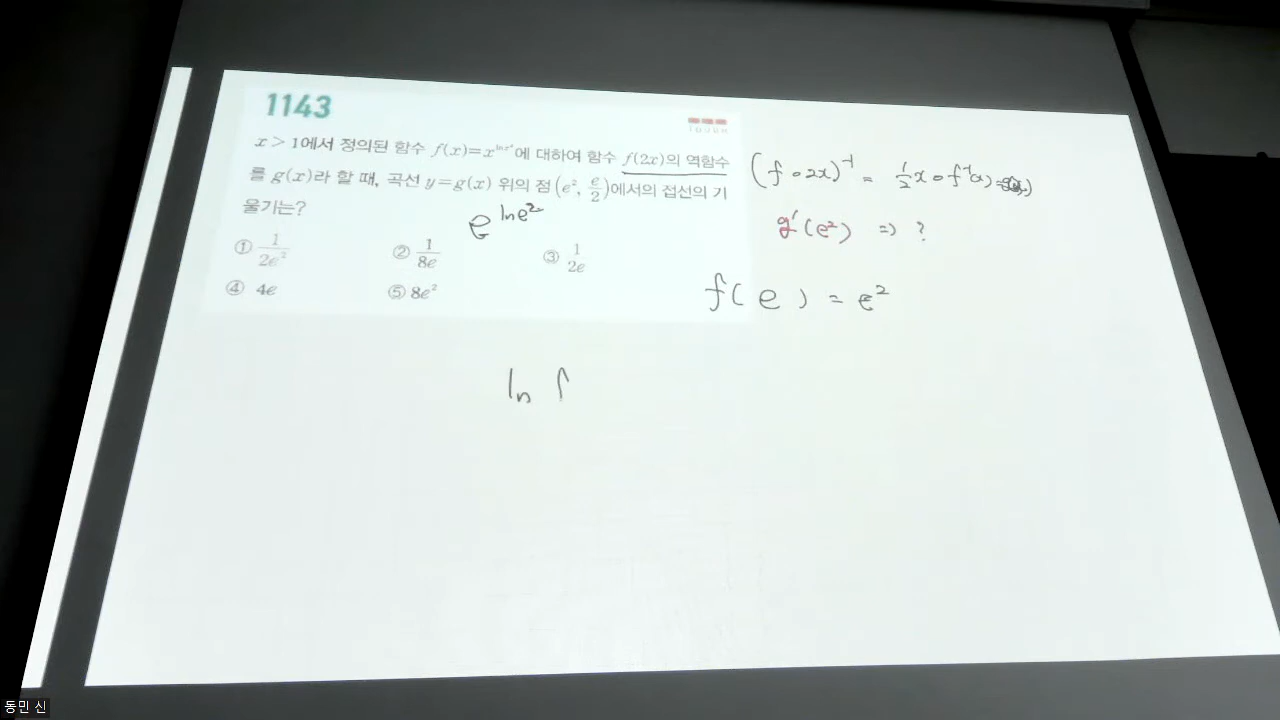 1143
x > 1에서 정의된 함수 f(x)=x^{ln x²}에 대하여 함수 f(2x)의 역함수
를 g(x)라 할 때, 곡선 y=g(x) 위의 점 (e², e/2)에서의 접선의 기
울기는?
① 1/2e² ② 1/8e ③ 1/2e
④ 4e ⑤ 8e²
e^{ln e²}
(f∘2x)⁻¹ = 1/2 x ∘ f⁻¹(x)
g'(e²) ⇒ ?
f(e) = e²
ln f
동민 신